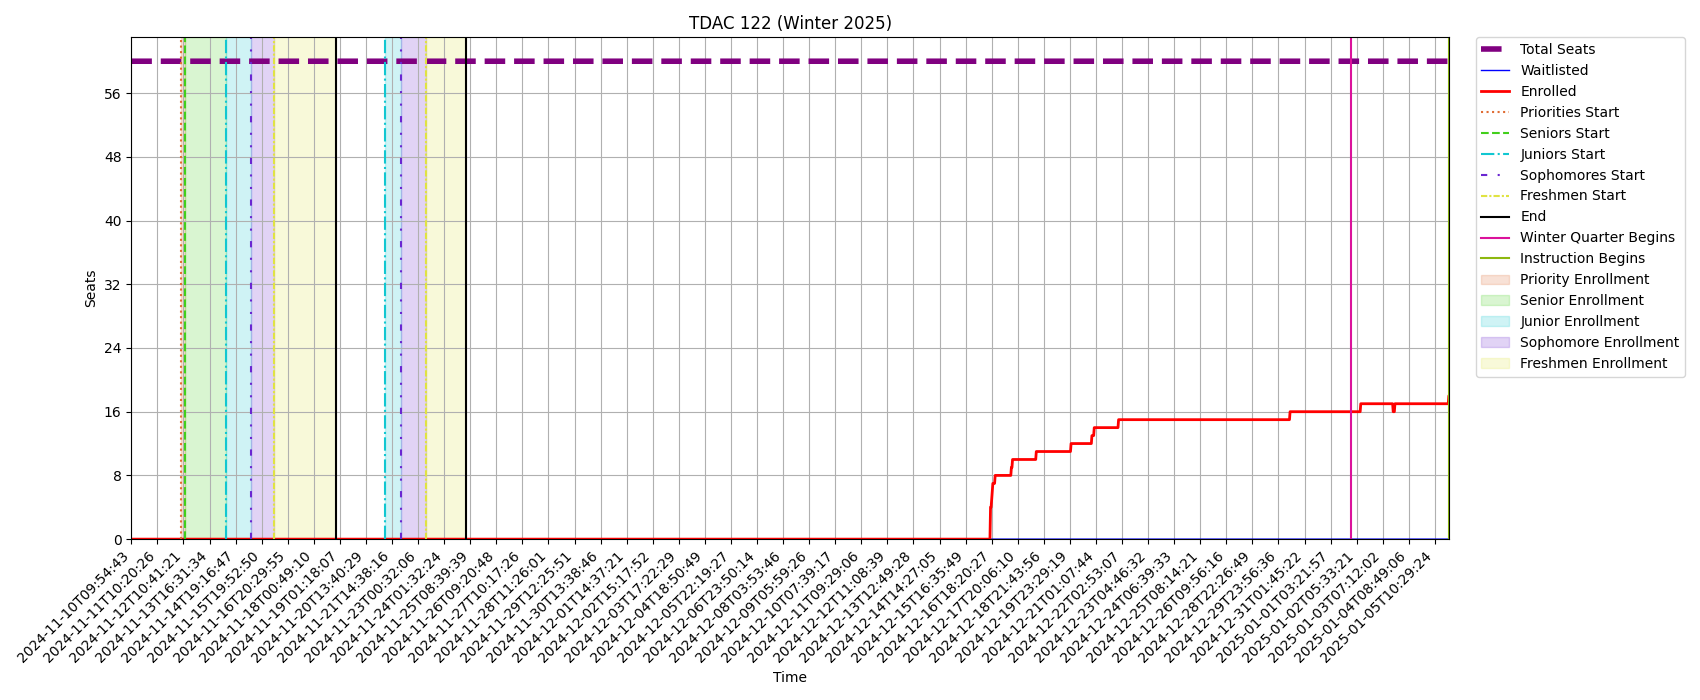 TDAC 122 (Winter 2025)
Seats
56
48
40
32
24
16
8
0
2024-11-10T09:54:43
2024-11-11T10:20:26
2024-11-12T10:41:21
2024-11-13T16:31:34
2024-11-14T19:16:47
2024-11-15T19:52:50
2024-11-16T20:29:55
2024-11-18T00:49:10
2024-11-19T01:18:07
2024-11-20T13:40:29
2024-11-21T14:38:16
2024-11-22T23:32:06
2024-11-24T01:32:24
2024-11-25T08:39:39
2024-11-26T09:20:48
2024-11-27T10:17:26
2024-11-28T11:26:01
2024-11-29T12:25:51
2024-11-30T13:38:46
2024-12-01T14:37:21
2024-12-02T15:17:52
2024-12-03T17:22:29
2024-12-04T18:50:49
2024-12-05T22:19:27
2024-12-06T23:50:14
2024-12-08T03:53:46
2024-12-09T05:59:26
2024-12-10T07:39:17
2024-12-11T09:29:06
2024-12-12T11:08:39
2024-12-13T12:49:28
2024-12-14T14:27:05
2024-12-15T16:35:49
2024-12-16T18:20:27
2024-12-17T20:06:10
2024-12-18T21:43:56
2024-12-19T23:29:19
2024-12-21T01:07:44
2024-12-22T02:53:07
2024-12-23T04:46:32
2024-12-24T06:39:33
2024-12-25T08:14:21
2024-12-26T09:56:16
2024-12-28T22:26:49
2024-12-29T23:56:36
2024-12-31T01:45:22
2025-01-01T03:21:57
2025-01-02T05:33:21
2025-01-03T07:12:02
2025-01-04T08:49:06
2025-01-05T10:29:24
Time
Total Seats
Waitlisted
Enrolled
Priorities Start
Seniors Start
Juniors Start
Sophomores Start
Freshmen Start
End
Winter Quarter Begins
Instruction Begins
Priority Enrollment
Senior Enrollment
Junior Enrollment
Sophomore Enrollment
Freshmen Enrollment